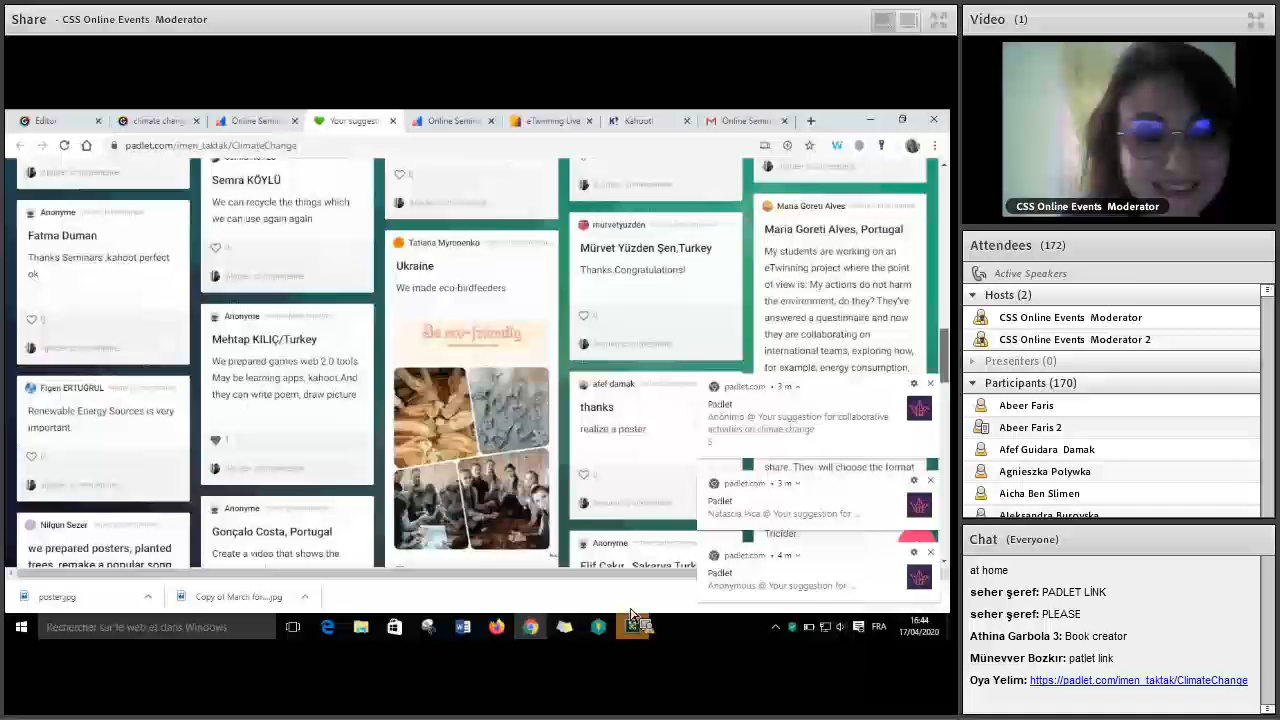 Share - CSS Online Events Moderator
Editor
climate chang
Online Semin
Your suggest
Online Semin
eTwinning Live
Kahoot!
Online Semin
padlet.com/imen_taktak/ClimateChange
Anonyme
Fatma Duman
Thanks Seminars ,kahoot perfect
ok
0
Figen ERTUĞRUL
Renewable Energy Sources is very
important.
0
Nilgun Sezer
we prepared posters, planted
trees, remake a popular song
Semra KÖYLÜ
We can recycle the things which
we can use again again
0
Anonyme
Mehtap KILIÇ/Turkey
We prepared games web 2.0 tools
May be learning apps, kahoot.And
they can write poem, draw picture
1
Anonyme
Gonçalo Costa, Portugal
Create a video that shows the
0
Tatiana Myronenko
Ukraine
We made eco-birdfeeders
Be eco-friendly
murvetyuzden
Mürvet Yüzden Şen,Turkey
Thanks.Congratulations!
0
afef damak
thanks
realize a poster
0
Anonyme
Elif Çakır , Sakarya Turk
Maria Goreti Alves
Maria Goreti Alves, Portugal
My students are working on an
eTwinning project where the point
of view is: My actions do not harm
the environment, do they? They've
answered a questionaire and now
they are collaborating on
international teams, exploring how,
for example, energy consumption,
share. They will choose the format
Tricider.
padlet.com • 3 m
Padlet
Anónimo @ Your suggestion for collaborative
activities on climae change
S
padlet.com • 3 m
Padlet
Natascia Pica @ Your suggestion for ...
padlet.com • 4 m
Padlet
Anonymous @ Your suggestion for ...
poster.jpg
Copy of March for....jpg
Rechercher sur le web et dans Windows
FRA
16:44
17/04/2020
Video (1)
CSS Online Events Moderator
Attendees (172)
Active Speakers
Hosts (2)
CSS Online Events Moderator
CSS Online Events Moderator 2
Presenters (0)
Participants (170)
Abeer Faris
Abeer Faris 2
Afef Guidara Damak
Agnieszka Polywka
Aicha Ben Slimen
Aleksandra Burovska
Chat (Everyone)
at home
seher şeref: PADLET LİNK
seher şeref: PLEASE
Athina Garbola 3: Book creator
Münevver Bozkır: patlet link
Oya Yelim: https://padlet.com/imen_taktak/ClimateChange